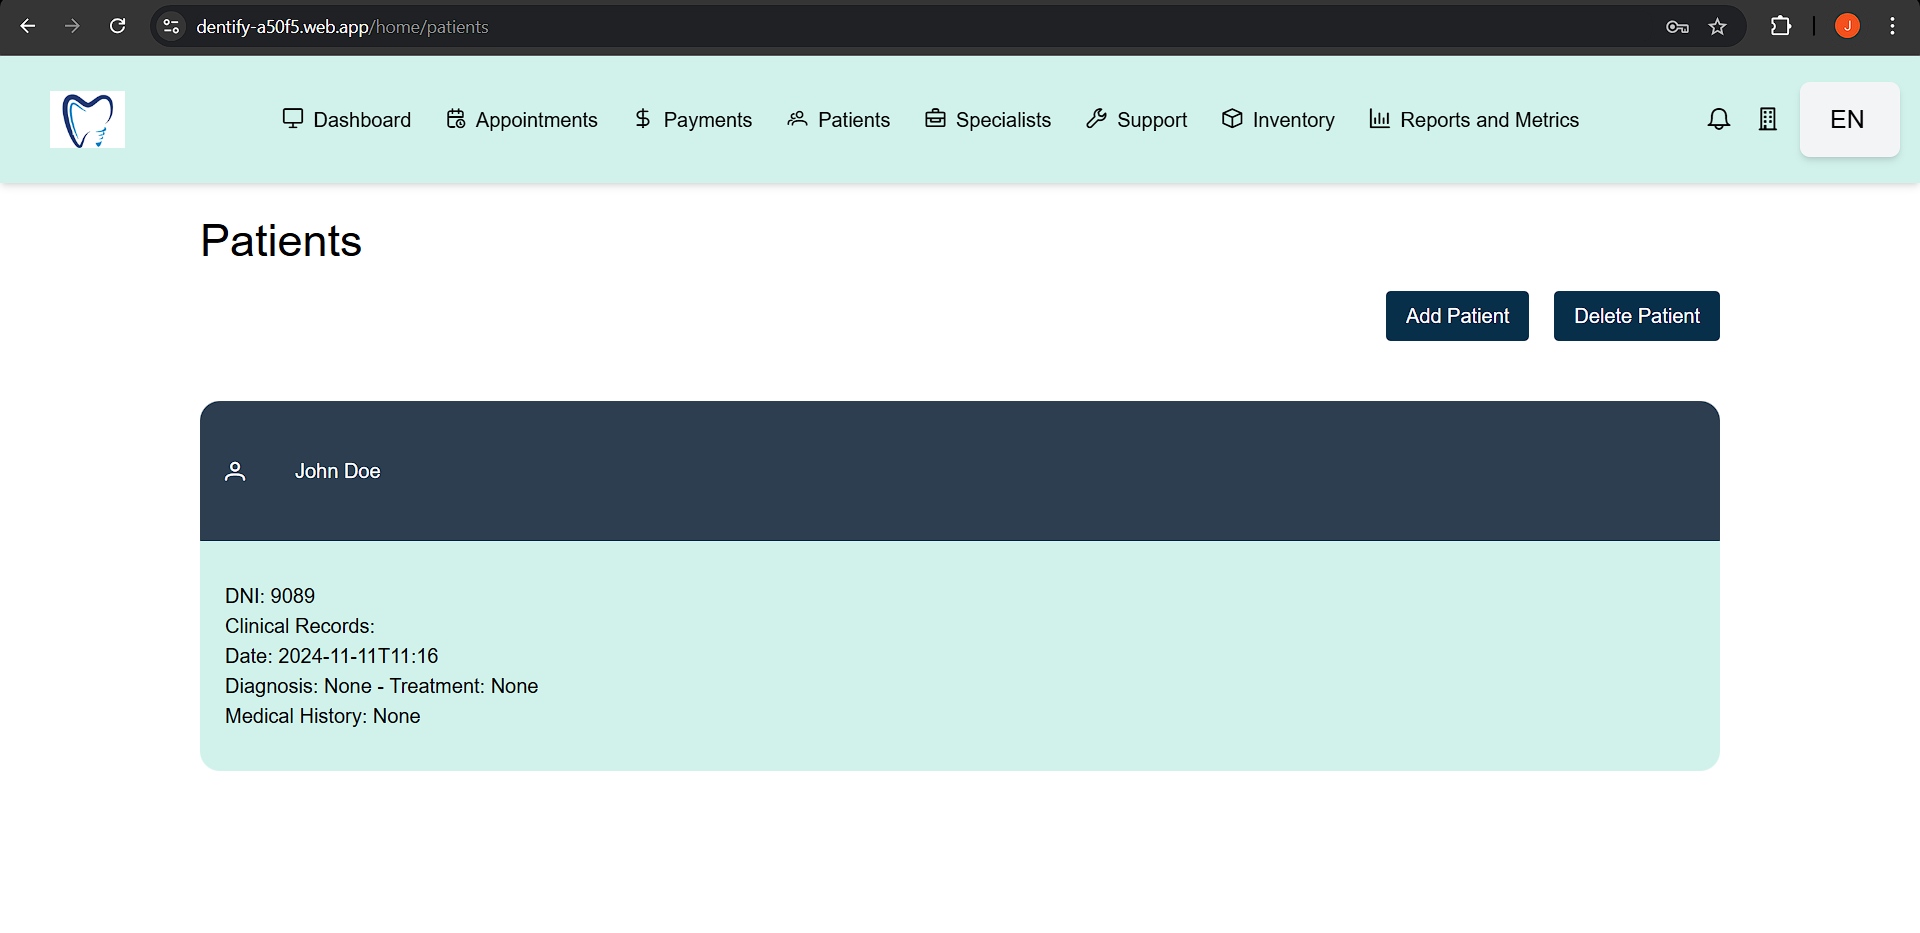 dentify-a50f5.web.app/home/patients
J
Dashboard Appointments Payments Patients Specialists Support Inventory Reports and Metrics EN
Patients
Add Patient Delete Patient
John Doe
DNI: 9089
Clinical Records:
Date: 2024-11-11T11:16
Diagnosis: None - Treatment: None
Medical History: None